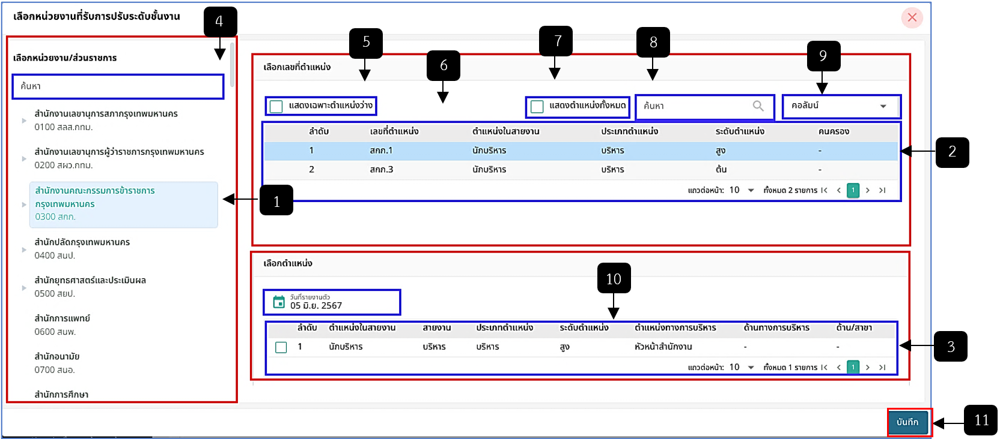 เลือกหน่วยงานที่รับการปรับระดับชั้นงาน
4
5
6
7
8
9
เลือกหน่วยงาน/ส่วนราชการ
ค้นหา
สำนักงานเลขานุการสภากรุงเทพมหานคร
0100 สลส.กทม.
สำนักงานเลขานุการผู้ว่าราชการกรุงเทพมหานคร
0200 สผว.กทม.
สำนักงานคณะกรรมการข้าราชการ
กรุงเทพมหานคร
0300 สกก.
1
สำนักปลัดกรุงเทพมหานคร
0400 สนป.
สำนักยุทธศาสตร์และประเมินผล
0500 สยป.
สำนักการแพทย์
0600 สนพ.
สำนักอนามัย
0700 สนอ.
สำนักการศึกษา
เลือกเลขที่ตำแหน่ง
แสดงเฉพาะตำแหน่งว่าง
แสดงตำแหน่งทั้งหมด
ค้นหา
คอลัมน์
ลำดับ เลขที่ตำแหน่ง ตำแหน่งในสายงาน ประเภทตำแหน่ง ระดับตำแหน่ง คนครอง
1 สกก.1 นักบริหาร บริหาร สูง -
2 สกก.3 นักบริหาร บริหาร ต้น -
แถวต่อหน้า: 10 ทั้งหมด 2 รายการ 1
2
เลือกตำแหน่ง
10
วันที่รายงานตัว
05 มิ.ย. 2567
ลำดับ ตำแหน่งในสายงาน สายงาน ประเภทตำแหน่ง ระดับตำแหน่ง ตำแหน่งทางการบริหาร ด้านทางการบริหาร ด้าน/สาขา
1 นักบริหาร บริหาร บริหาร สูง หัวหน้าสำนักงาน - -
แถวต่อหน้า: 10 ทั้งหมด 1 รายการ 1
3
บันทึก
11